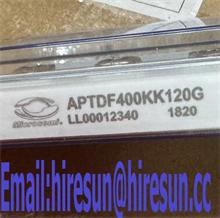 Microsemi
APTDF400KK120G
LL00012340 1820
Email:hiresun@hiresun.cc